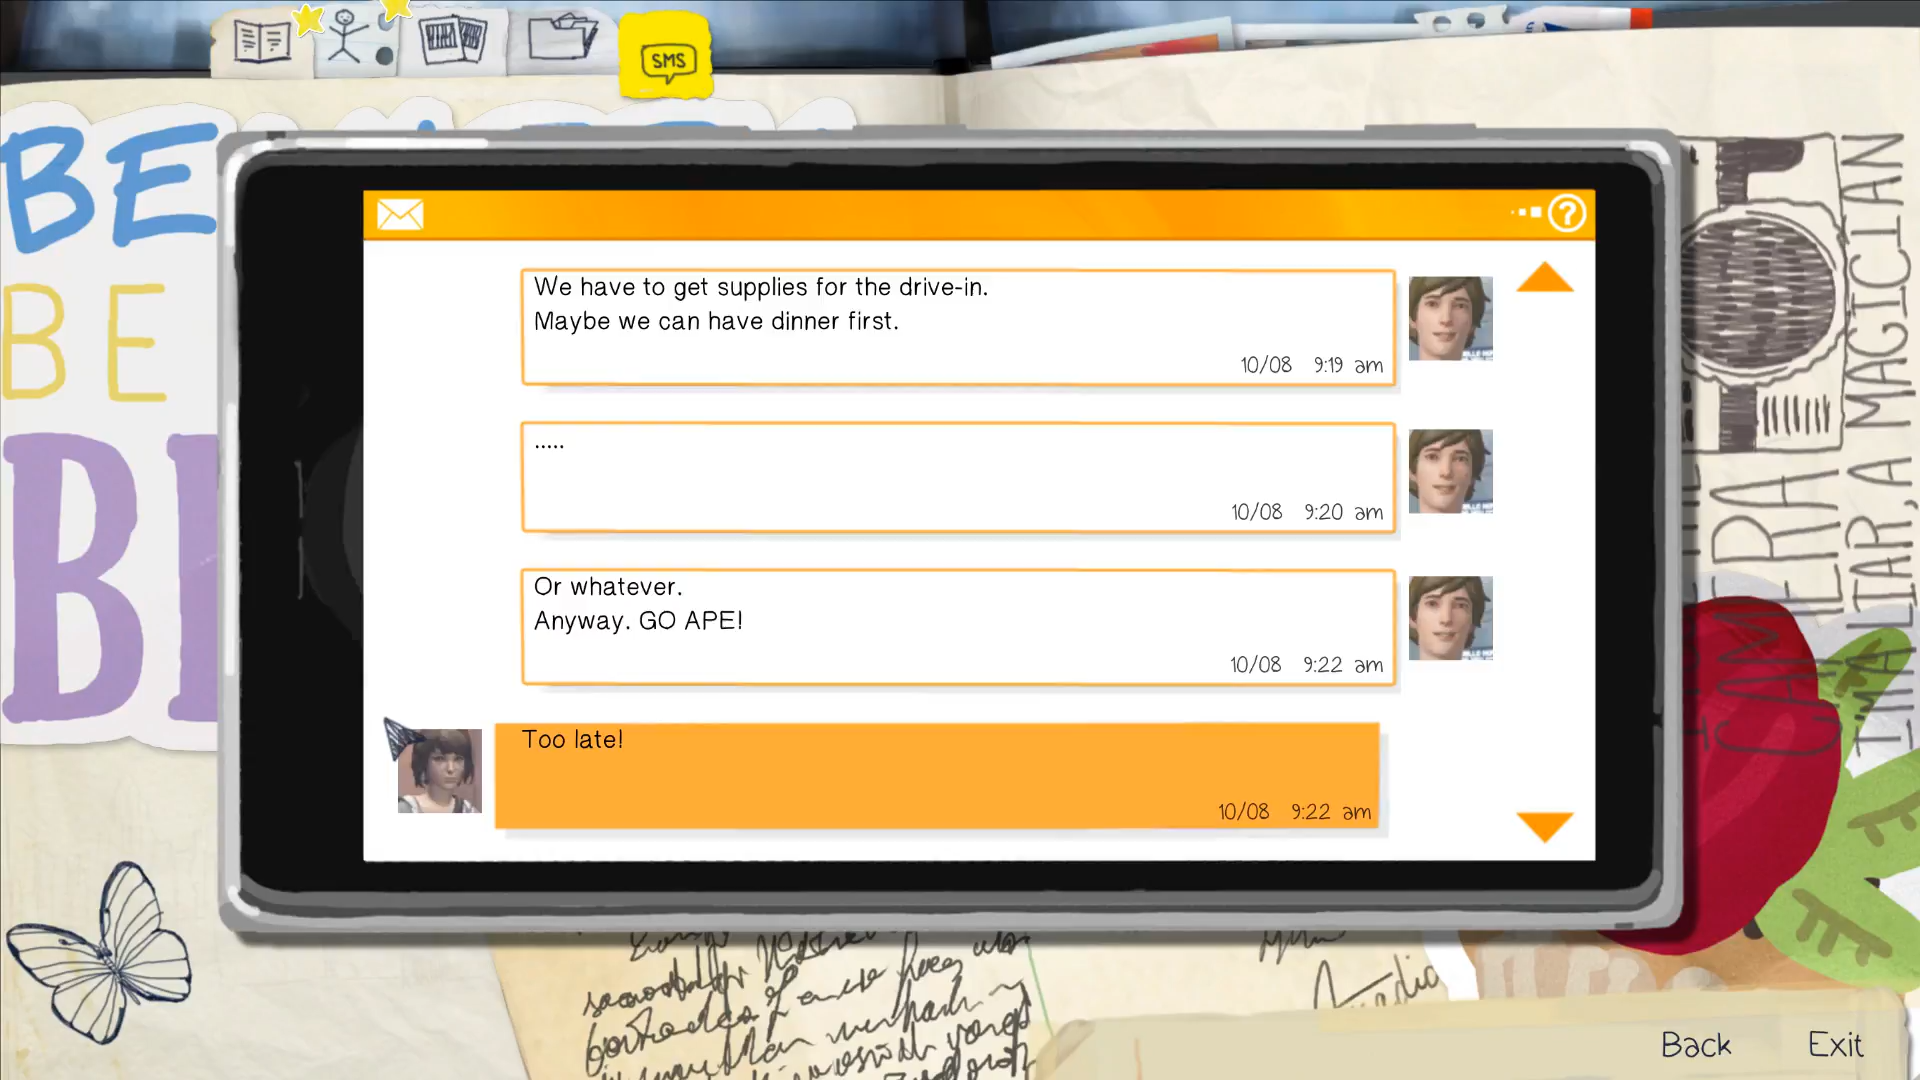 SMS
BE
BE
We have to get supplies for the drive-in.
Maybe we can have dinner first.
10/08 9:19 am
.....
10/08 9:20 am
Or whatever.
Anyway. GO APE!
10/08 9:22 am
Too late!
10/08 9:22 am
?
CAMERA
LIAR, A MAGICIAN
Back
Exit